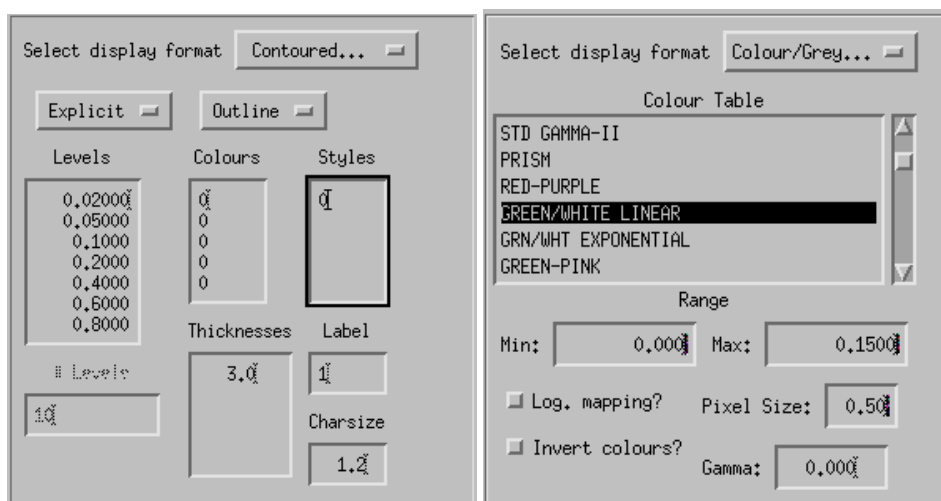 Select display format Contoured...
Explicit Outline
Levels Colours Styles
0.02000 0 0
0.05000 0
0.1000 0
0.2000 0
0.4000 0
0.6000
0.8000
Thicknesses Label
# Levels 3.0 1
10
Charsize
1.2
Select display format Colour/Grey...
Colour Table
STD GAMMA-II
PRISM
RED-PURPLE
GREEN/WHITE LINEAR
GRN/WHT EXPONENTIAL
GREEN-PINK
Range
Min: 0.000 Max: 0.1500
Log. mapping? Pixel Size: 0.50
Invert colours?
Gamma: 0.000